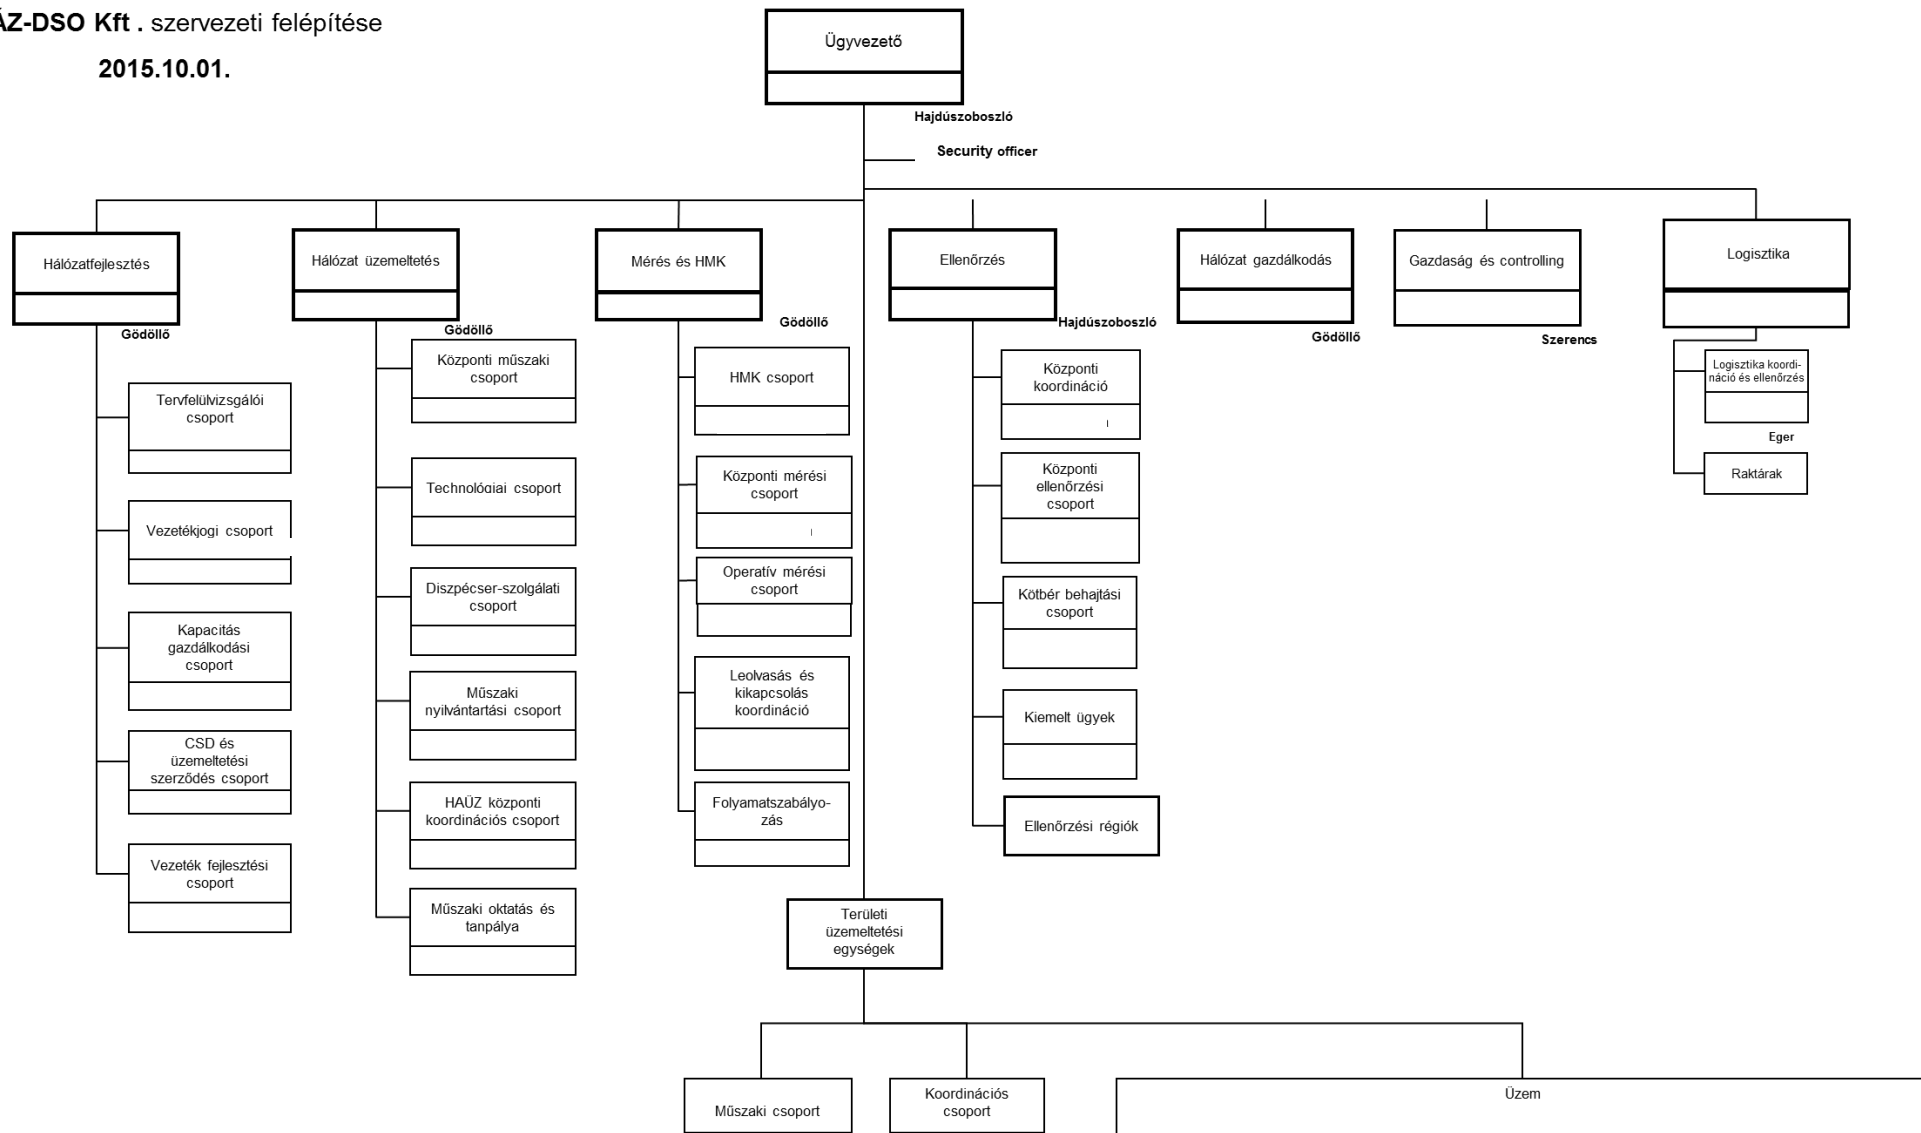 ÁZ-DSO Kft . szervezeti felépítése
2015.10.01.
Ügyvezető
Hajdúszoboszló
Security officer
Hálózatfejlesztés
Gödöllő
Tervfelülvizsgálói
csoport
Vezetékjogi csoport
Kapacitás
gazdálkodási
csoport
CSD és
üzemeltetési
szerződés csoport
Vezeték fejlesztési
csoport
Hálózat üzemeltetés
Gödöllő
Központi műszaki
csoport
Technológiai csoport
Diszpécser-szolgálati
csoport
Műszaki
nyilvántartási csoport
HAÜZ központi
koordinációs csoport
Műszaki oktatás és
tanpálya
Mérés és HMK
Gödöllő
HMK csoport
Központi mérési
csoport
Operatív mérési
csoport
Leolvasás és
kikapcsolás
koordináció
Folyamatszabályo-
zás
Ellenőrzés
Hajdúszoboszló
Központi
koordináció
Központi
ellenőrzési
csoport
Kötbér behajtási
csoport
Kiemelt ügyek
Ellenőrzési régiók
Hálózat gazdálkodás
Gödöllő
Gazdaság és controlling
Szerencs
Logisztika
Logisztika koordi-
náció és ellenőrzés
Eger
Raktárak
Területi
üzemeltetési
egységek
Műszaki csoport
Koordinációs
csoport
Üzem